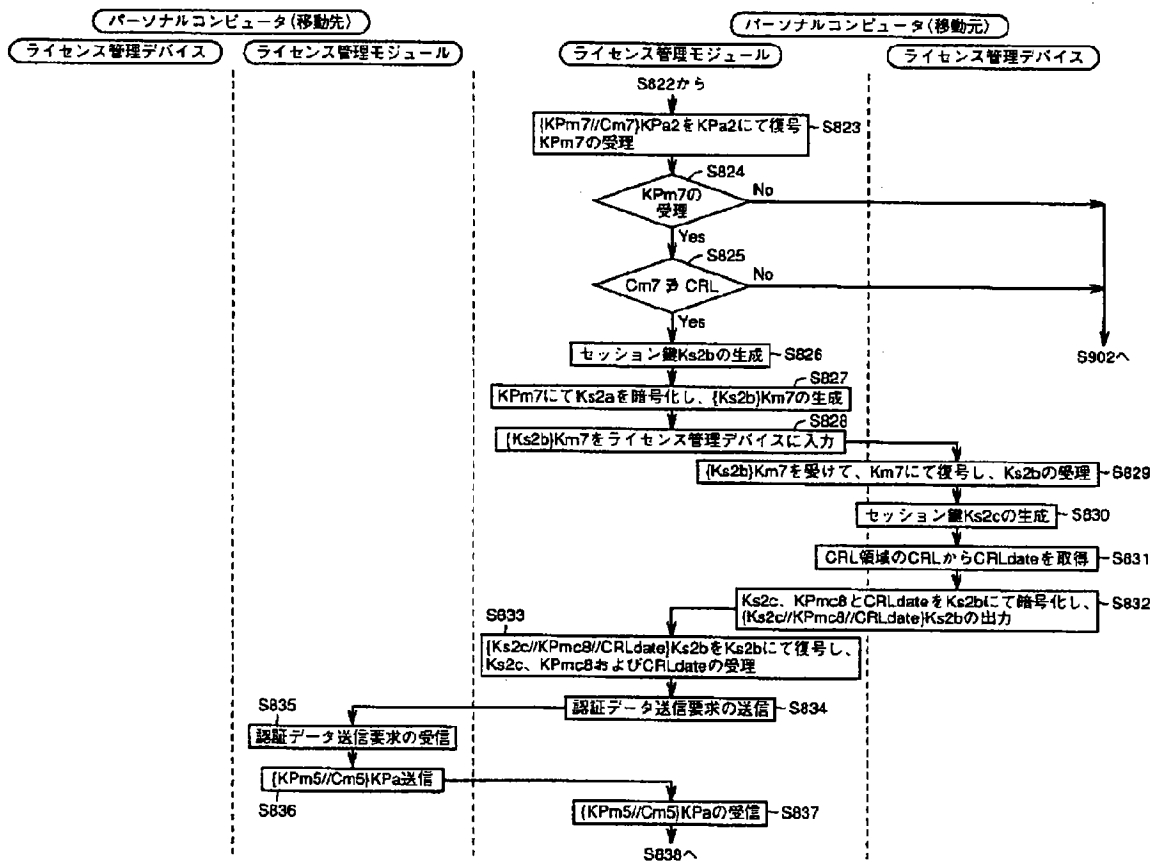 パーソナルコンピュータ(移動先)
パーソナルコンピュータ(移動元)
ライセンス管理デバイス
ライセンス管理モジュール
ライセンス管理モジュール
ライセンス管理デバイス
S822から
{KPm7//Cm7}KPa2をKPa2にて復号
KPm7の受理
S823
S824
KPm7の
受理
No
Yes
S825
Cm7 ∌ CRL
No
Yes
S902へ
セッション鍵Ks2bの生成
S826
S827
KPm7にてKs2aを暗号化し、{Ks2b}Km7の生成
S828
{Ks2b}Km7をライセンス管理デバイスに入力
{Ks2b}Km7を受けて、Km7にて復号し、Ks2bの受理
S829
セッション鍵Ks2cの生成
S830
CRL領域のCRLからCRLdateを取得
S831
Ks2c、KPmc8とCRLdateをKs2bにて暗号化し、
{Ks2c//KPmc8//CRLdate}Ks2bの出力
S832
S833
{Ks2c//KPmc8//CRLdate}Ks2bをKs2bにて復号し、
Ks2c、KPmc8およびCRLdateの受理
認証データ送信要求の送信
S834
S835
認証データ送信要求の受信
{KPm5//Cm5}KPa送信
S836
{KPm5//Cm5}KPaの受信
S837
S838へ